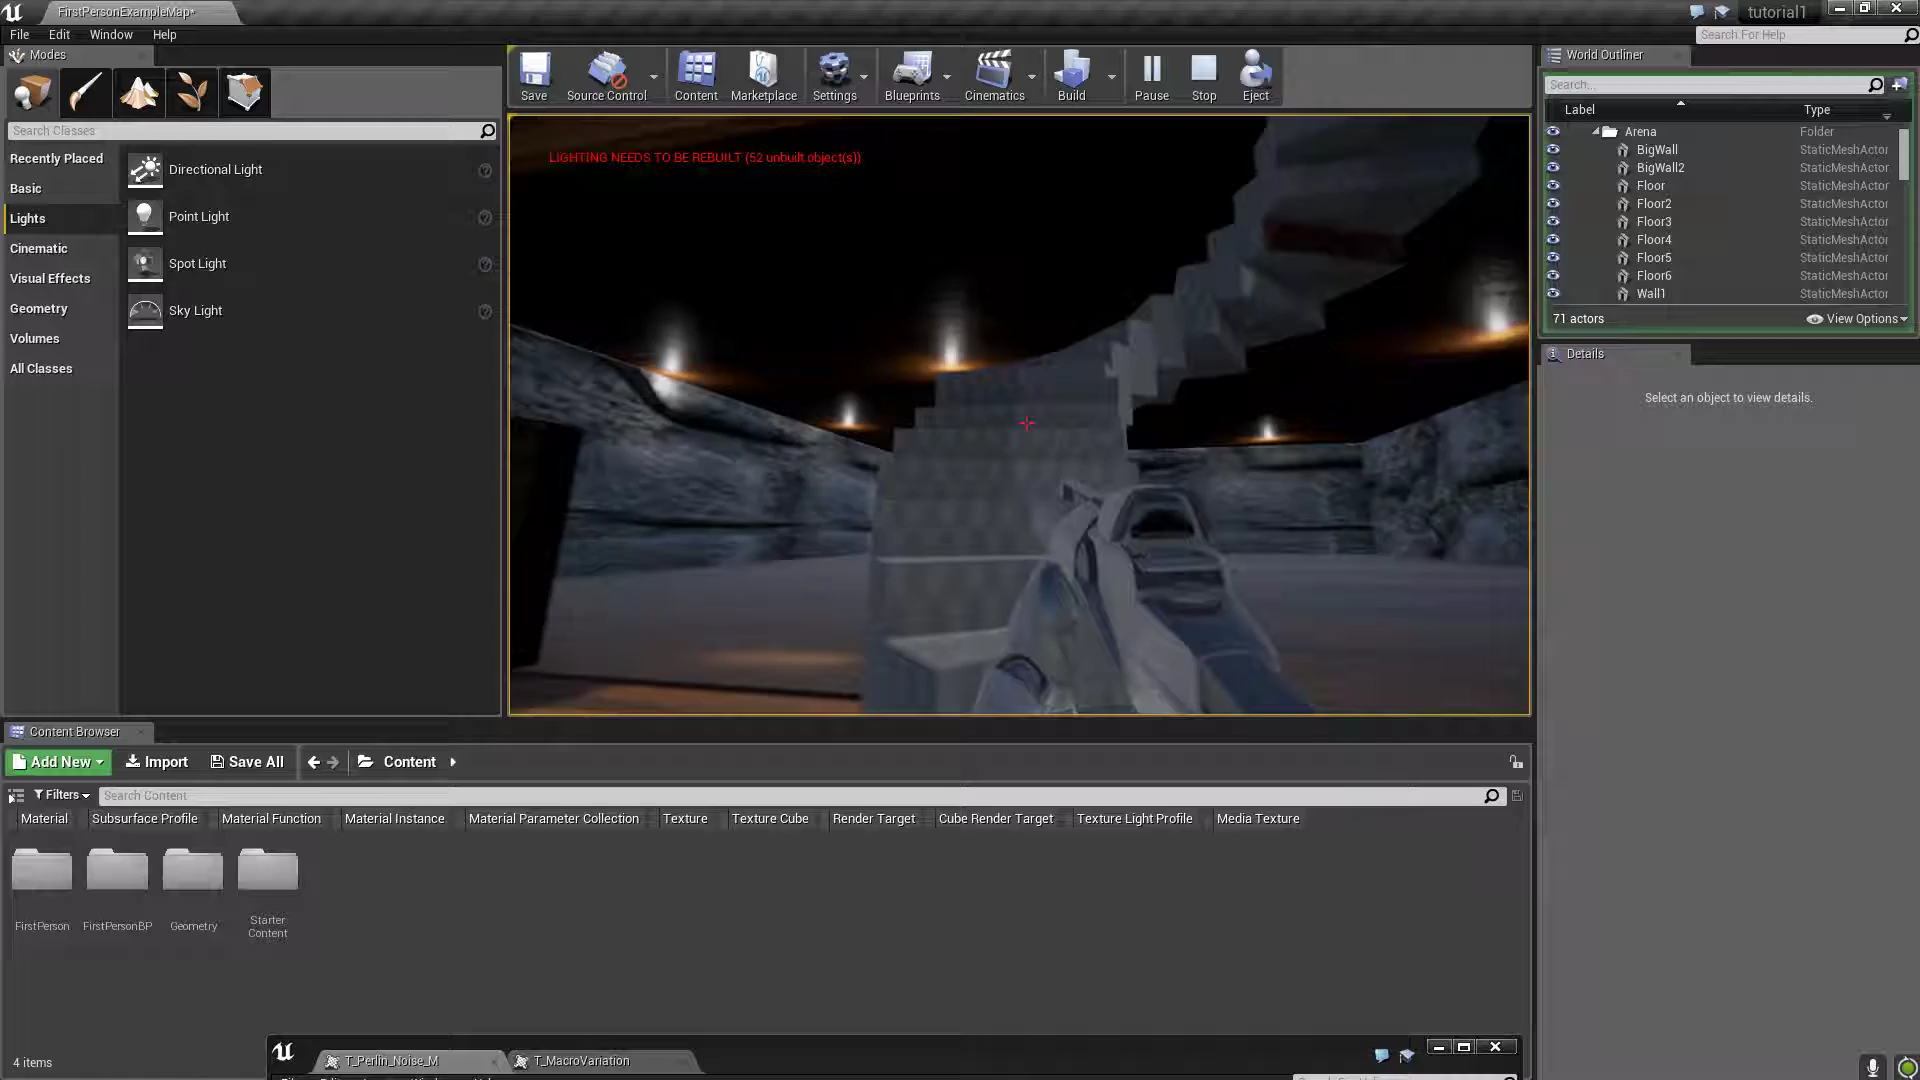 FirstPersonExampleMap*
tutorial1
File Edit Window Help
Search For Help
Modes
Search Classes
Recently Placed
Basic
Lights
Cinematic
Visual Effects
Geometry
Volumes
All Classes
Directional Light
Point Light
Spot Light
Sky Light
Save Source Control Content Marketplace Settings Blueprints Cinematics Build Pause Stop Eject
LIGHTING NEEDS TO BE REBUILT (52 unbuilt object(s))
World Outliner
Search...
Label Type
Arena Folder
BigWall StaticMeshActor
BigWall2 StaticMeshActor
Floor StaticMeshActor
Floor2 StaticMeshActor
Floor3 StaticMeshActor
Floor4 StaticMeshActor
Floor5 StaticMeshActor
Floor6 StaticMeshActor
Wall1 StaticMeshActor
71 actors View Options
Details
Select an object to view details.
Content Browser
Add New Import Save All Content
Filters Search Content
Material Subsurface Profile Material Function Material Instance Material Parameter Collection Texture Texture Cube Render Target Cube Render Target Texture Light Profile Media Texture
FirstPerson FirstPersonBP Geometry Starter Content
4 items
T_Perlin_Noise_M T_MacroVariation